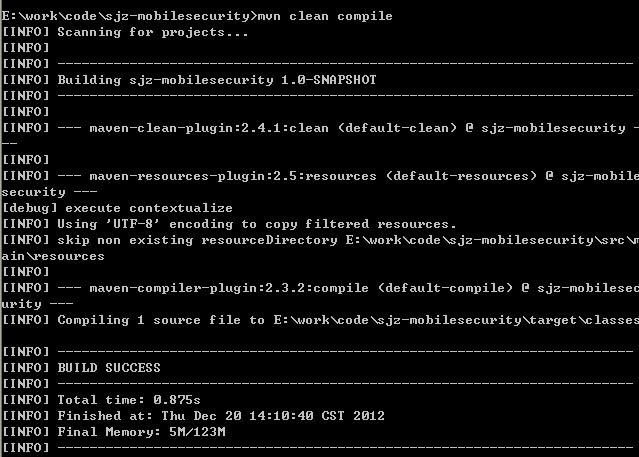 E:\work\code\sjz-mobilesecurity>mvn clean compile
[INFO] Scanning for projects...
[INFO]
[INFO] ------------------------------------------------------------------------
[INFO] Building sjz-mobilesecurity 1.0-SNAPSHOT
[INFO] ------------------------------------------------------------------------
[INFO]
[INFO] --- maven-clean-plugin:2.4.1:clean (default-clean) @ sjz-mobilesecurity -
--
[INFO]
[INFO] --- maven-resources-plugin:2.5:resources (default-resources) @ sjz-mobile
security ---
[debug] execute contextualize
[INFO] Using 'UTF-8' encoding to copy filtered resources.
[INFO] skip non existing resourceDirectory E:\work\code\sjz-mobilesecurity\src\m
ain\resources
[INFO]
[INFO] --- maven-compiler-plugin:2.3.2:compile (default-compile) @ sjz-mobilesec
urity ---
[INFO] Compiling 1 source file to E:\work\code\sjz-mobilesecurity\target\classes
[INFO] ------------------------------------------------------------------------
[INFO] BUILD SUCCESS
[INFO] ------------------------------------------------------------------------
[INFO] Total time: 0.875s
[INFO] Finished at: Thu Dec 20 14:10:40 CST 2012
[INFO] Final Memory: 5M/123M
[INFO] ------------------------------------------------------------------------